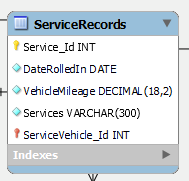 ServiceRecords
Service_Id INT
DateRolledIn DATE
VehicleMileage DECIMAL(18,2)
Services VARCHAR(300)
ServiceVehicle_Id INT
Indexes